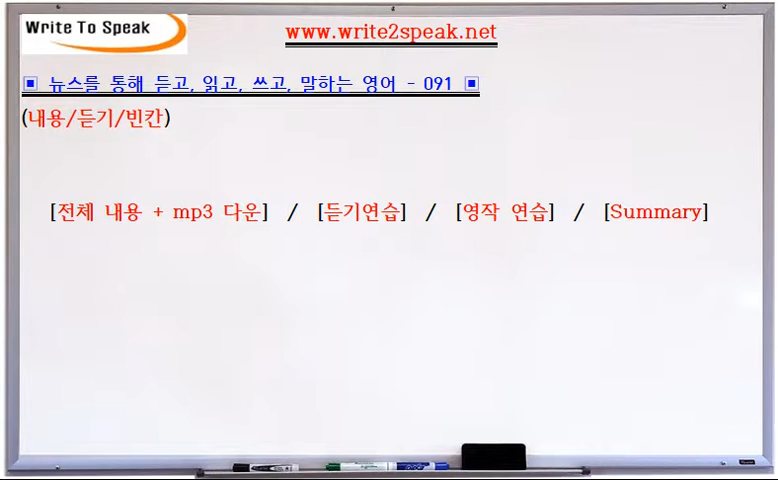 Write To Speak
www.write2speak.net
▣ 뉴스를 통해 듣고, 읽고, 쓰고, 말하는 영어 - 091 ▣
(내용/듣기/빈칸)
[전체 내용 + mp3 다운] / [듣기연습] / [영작 연습] / [Summary]